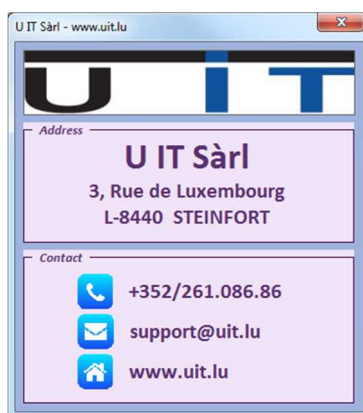 U IT Sàrl - www.uit.lu
U IT
Address
U IT Sàrl
3, Rue de Luxembourg
L-8440 STEINFORT
Contact
+352/261.086.86
support@uit.lu
www.uit.lu